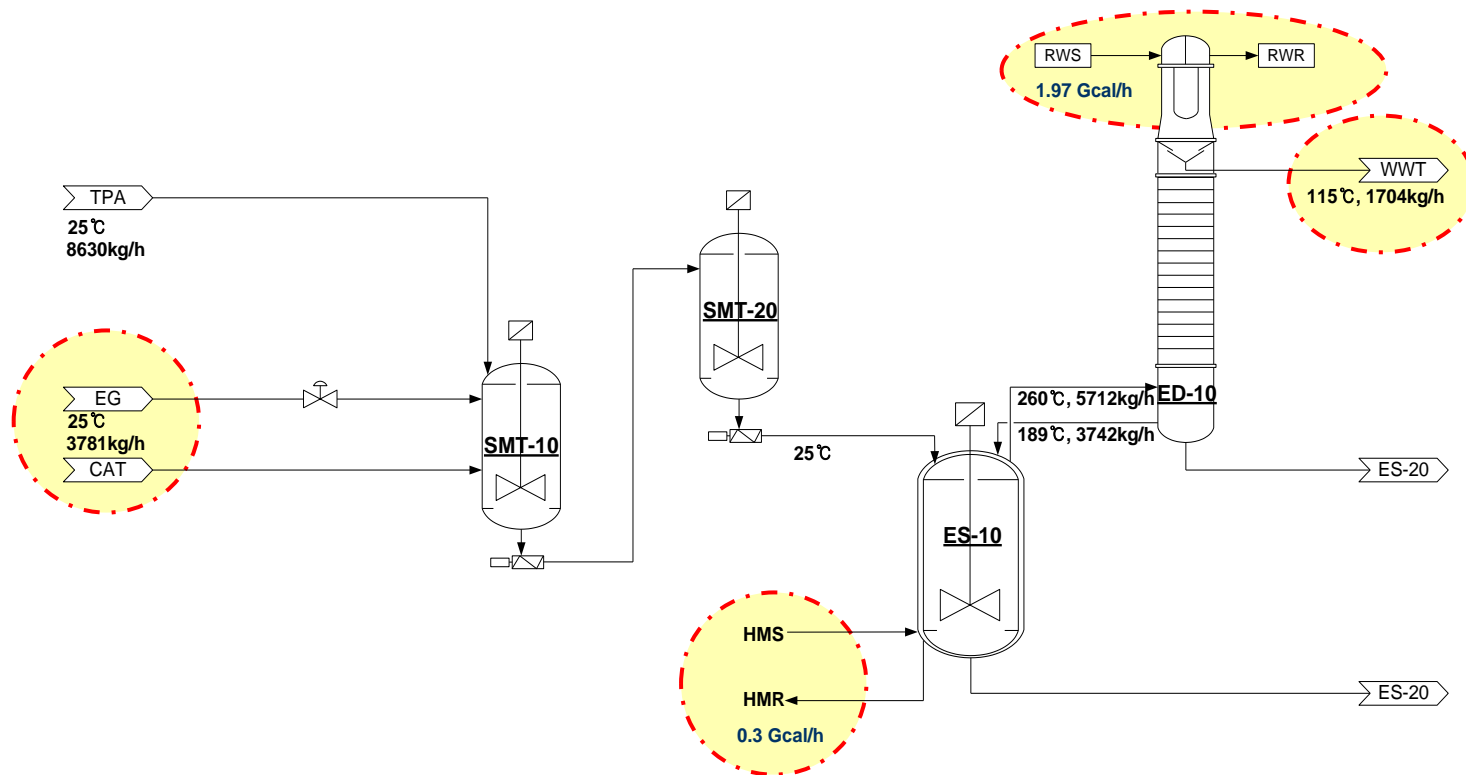 RWS
RWR
1.97 Gcal/h
WWT
115℃, 1704kg/h
TPA
25℃
8630kg/h
SMT-20
EG
25℃
3781kg/h
CAT
SMT-10
260℃, 5712kg/h
ED-10
189℃, 3742kg/h
25℃
ES-20
ES-10
HMS
HMR
0.3 Gcal/h
ES-20